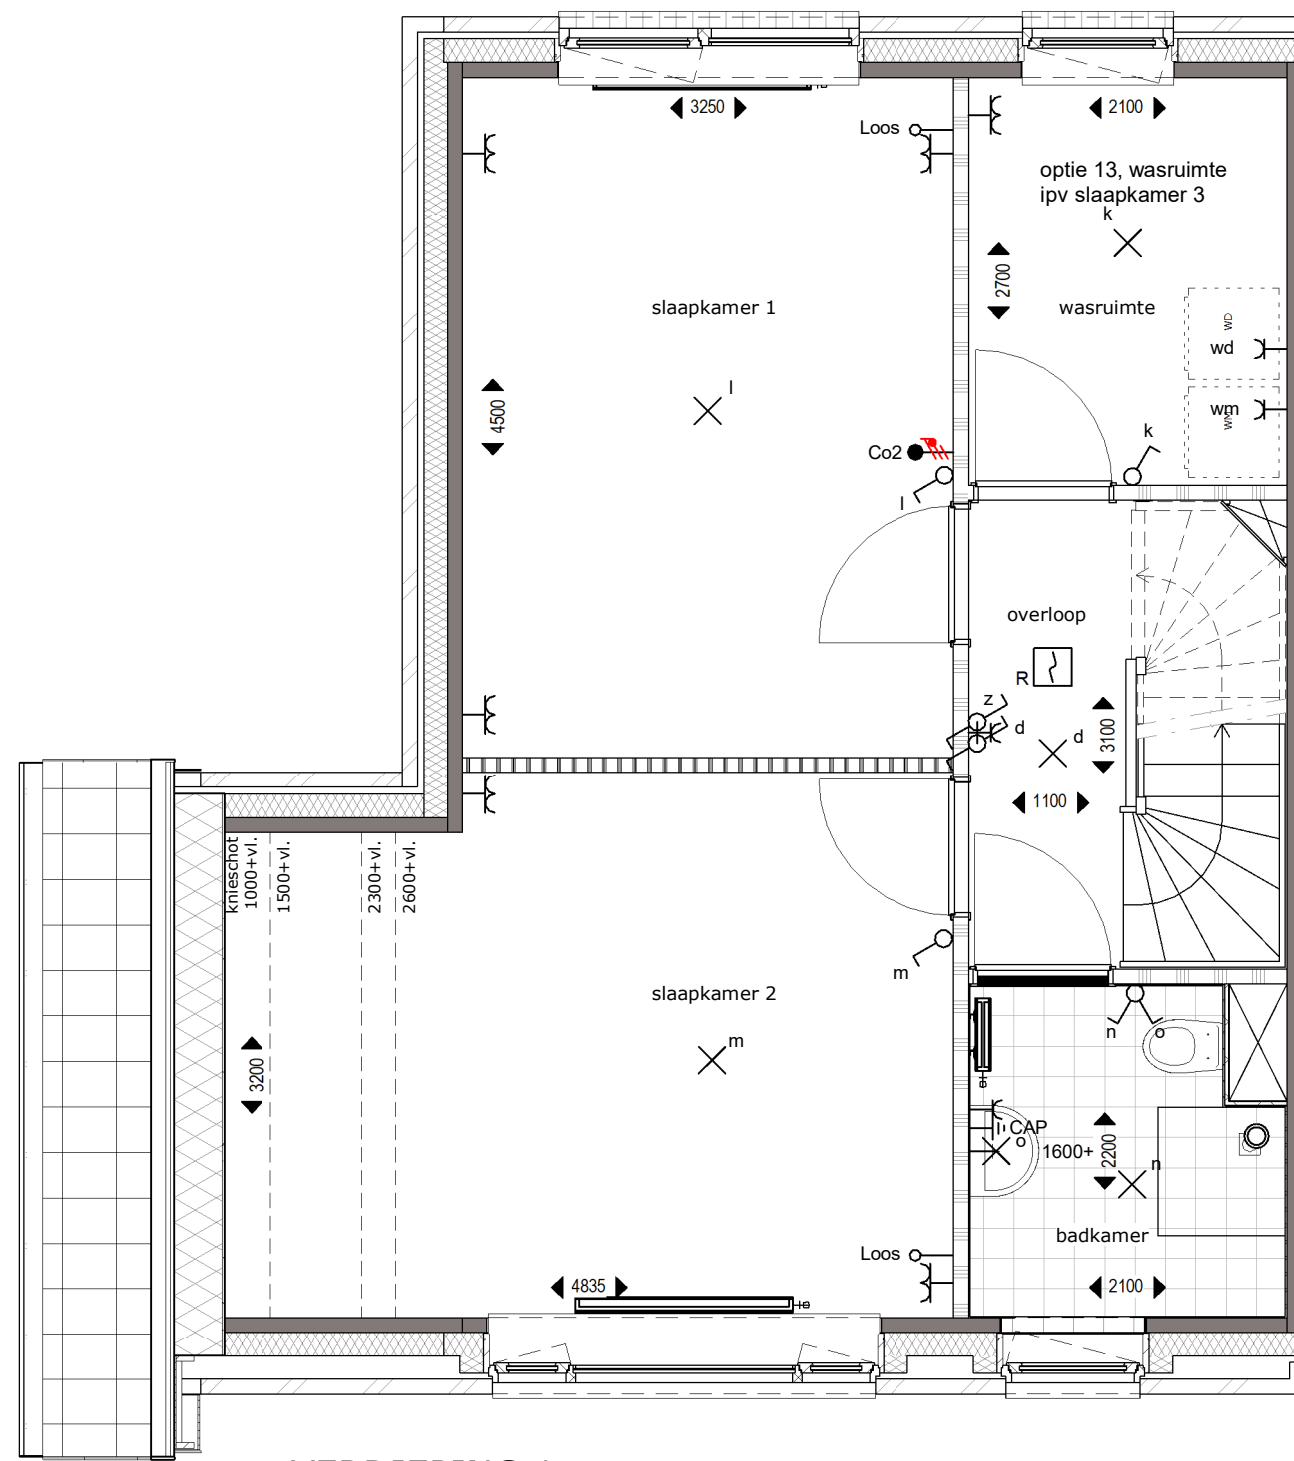 3250
2100
Loos
optie 13, wasruimte
ipv slaapkamer 3
k
2700
slaapkamer 1
wasruimte
WD
wd
l
4500
wm
k
Co2
l
overloop
R
z
d
d
3100
1100
knieschot
1000+vl.
1500+vl.
2300+vl.
2600+vl.
m
slaapkamer 2
n
o
m
3200
CAP
o
1600+
2200
n
badkamer
Loos
4835
2100